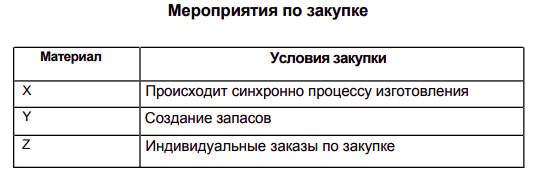 Мероприятия по закупке
Материал Условия закупки
X Происходит синхронно процессу изготовления
Y Создание запасов
Z Индивидуальные заказы по закупке